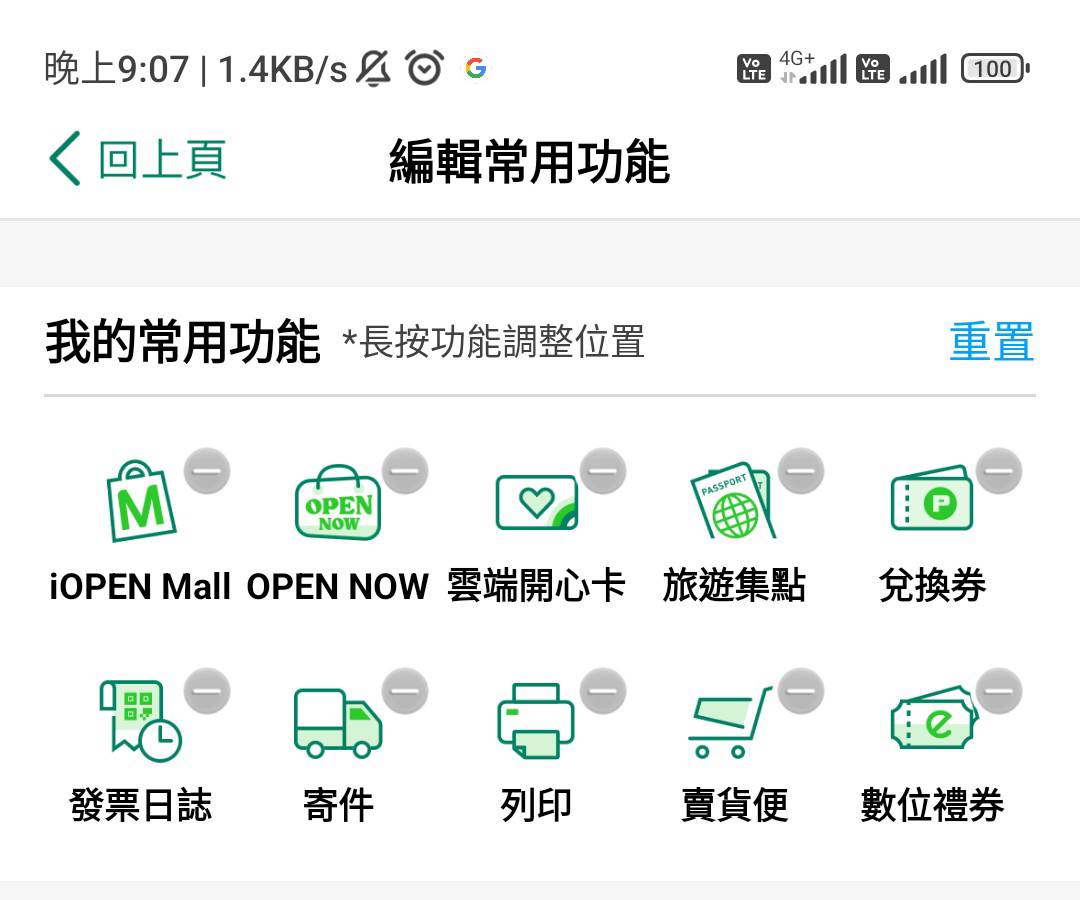 晚上9:07 | 1.4KB/s G VoLTE 4G+ VoLTE 100
回上頁 編輯常用功能
我的常用功能 *長按功能調整位置 重置
M OPEN NOW PASSPORT T P
iOPEN Mall OPEN NOW 雲端開心卡 旅遊集點 兌換券
e
發票日誌 寄件 列印 賣貨便 數位禮券